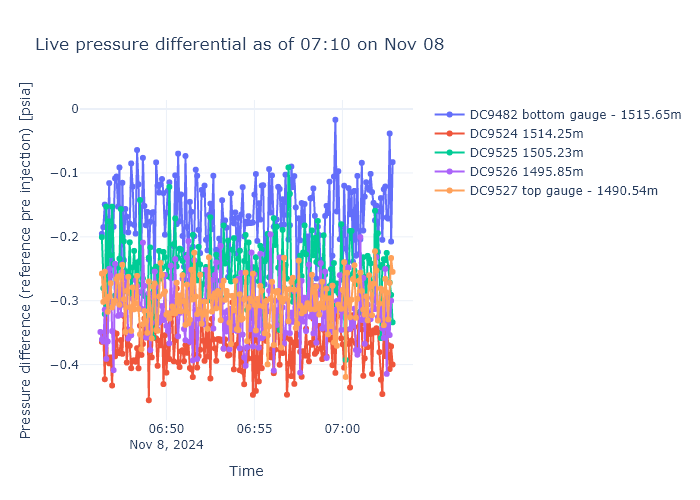 Live pressure differential as of 07:10 on Nov 08
Pressure difference (reference pre injection) [psia]
0
−0.1
−0.2
−0.3
−0.4
06:50
06:55
07:00
Nov 8, 2024
Time
DC9482 bottom gauge - 1515.65m
DC9524 1514.25m
DC9525 1505.23m
DC9526 1495.85m
DC9527 top gauge - 1490.54m